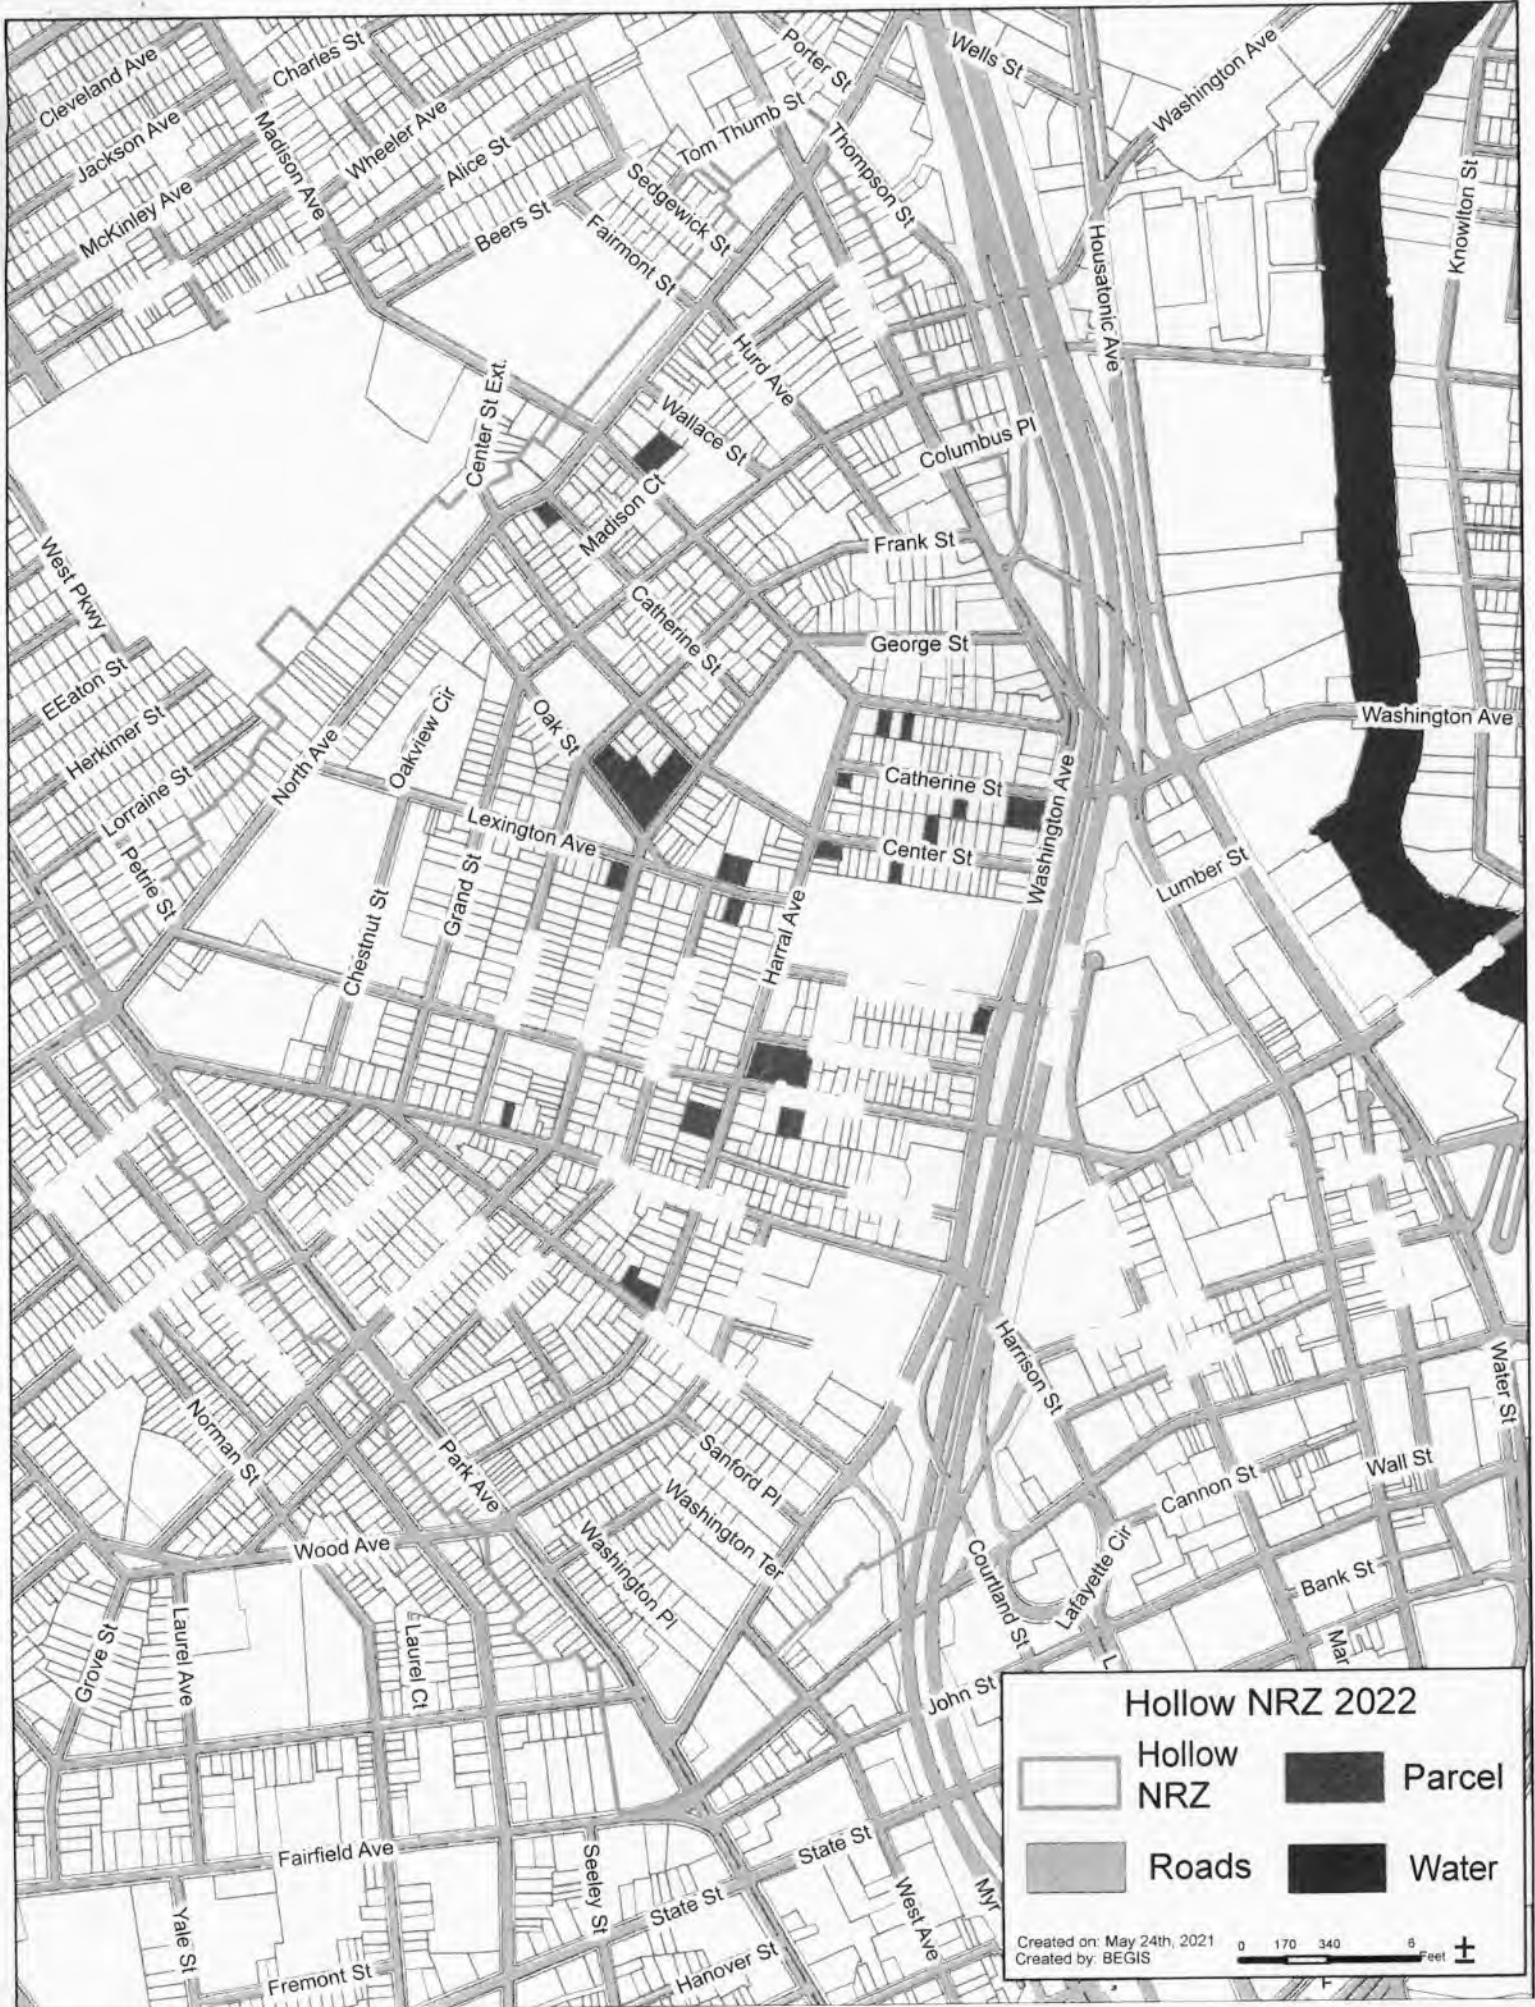 Cleveland Ave
Charles St
Porter St
Wells St
Washington Ave
Jackson Ave
Madison Ave
Wheeler Ave
Tom Thumb St
Thompson St
Alice St
McKinley Ave
Sedgewick St
Knowlton St
Beers St
Fairmont St
Housatonic Ave
Hurd Ave
Center St Ext.
Wallace St
Columbus Pl
Madison Ct
Frank St
West Pkwy
Catherine St
George St
EEaton St
Herkimer St
Oakview Cir
Oak St
Washington Ave
North Ave
Lorraine St
Catherine St
Washington Ave
Lexington Ave
Center St
Petrie St
Lumber St
Grand St
Chestnut St
Harral Ave
Harrison St
Water St
Norman St
Park Ave
Sanford Pl
Wall St
Cannon St
Washington Ter
Wood Ave
Washington Pl
Courtland St
Lafayette Cir
Bank St
Grove St
Laurel Ave
Laurel Ct
Mar
L
John St
Fairfield Ave
Seeley St
State St
State St
West Ave
Myr
Yale St
Fremont St
Hanover St
Hollow NRZ 2022
Hollow
NRZ
Parcel
Roads
Water
Created on: May 24th, 2021
Created by: BEGIS
0 170 340 6
Feet